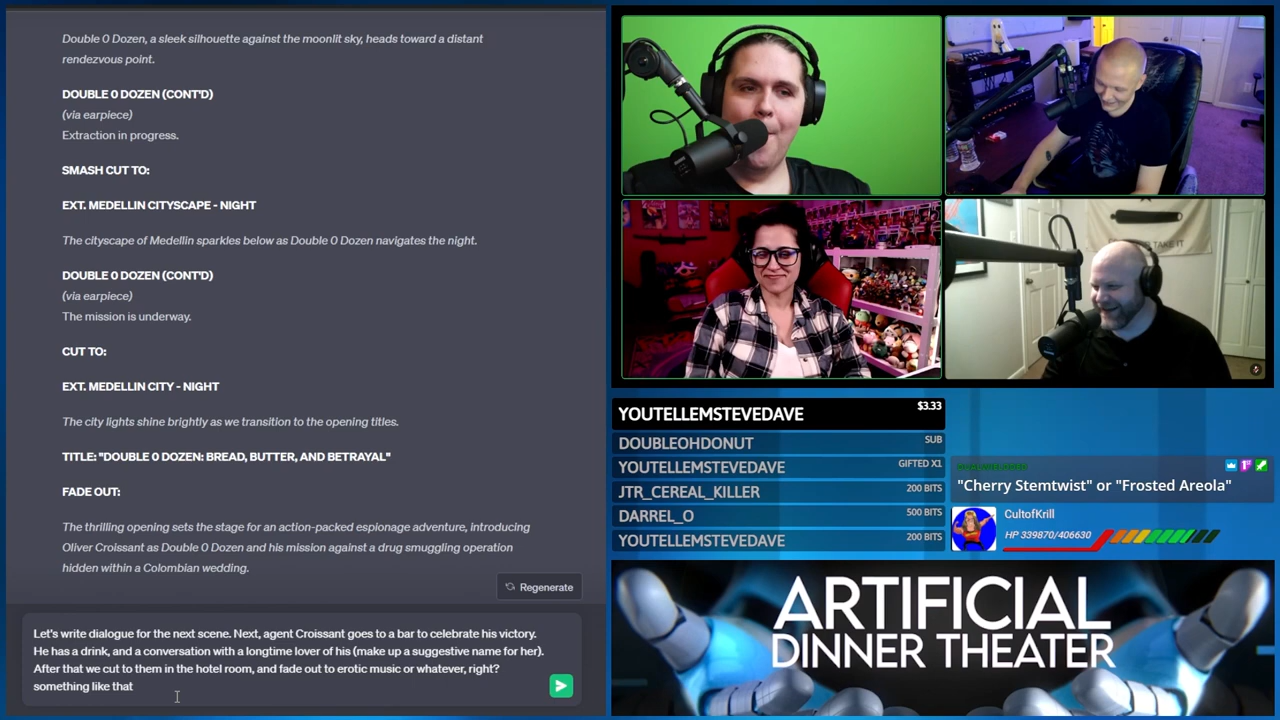 Double 0 Dozen, a sleek silhouette against the moonlit sky, heads toward a distant
rendezvous point.
DOUBLE 0 DOZEN (CONT'D)
(via earpiece)
Extraction in progress.
SMASH CUT TO:
EXT. MEDELLIN CITYSCAPE - NIGHT
The cityscape of Medellin sparkles below as Double 0 Dozen navigates the night.
DOUBLE 0 DOZEN (CONT'D)
(via earpiece)
The mission is underway.
CUT TO:
EXT. MEDELLIN CITY - NIGHT
The city lights shine brightly as we transition to the opening titles.
TITLE: "DOUBLE 0 DOZEN: BREAD, BUTTER, AND BETRAYAL"
FADE OUT:
The thrilling opening sets the stage for an action-packed espionage adventure, introducing
Oliver Croissant as Double 0 Dozen and his mission against a drug smuggling operation
hidden within a Colombian wedding.
Regenerate
Let's write dialogue for the next scene. Next, agent Croissant goes to a bar to celebrate his victory.
He has a drink, and a conversation with a longtime lover of his (make up a suggestive name for her).
After that we cut to them in the hotel room, and fade out to erotic music or whatever, right?
something like that
TAKE IT
YOUTELLEMSTEVEDAVE $3.33
DOUBLEOHDONUT SUB
YOUTELLEMSTEVEDAVE GIFTED X1
JTR_CEREAL_KILLER 200 BITS
DARREL_O 500 BITS
YOUTELLEMSTEVEDAVE 200 BITS
"Cherry Stemtwist" or "Frosted Areola"
CultofKrill
HP 339870/406630
ARTIFICIAL
DINNER THEATER